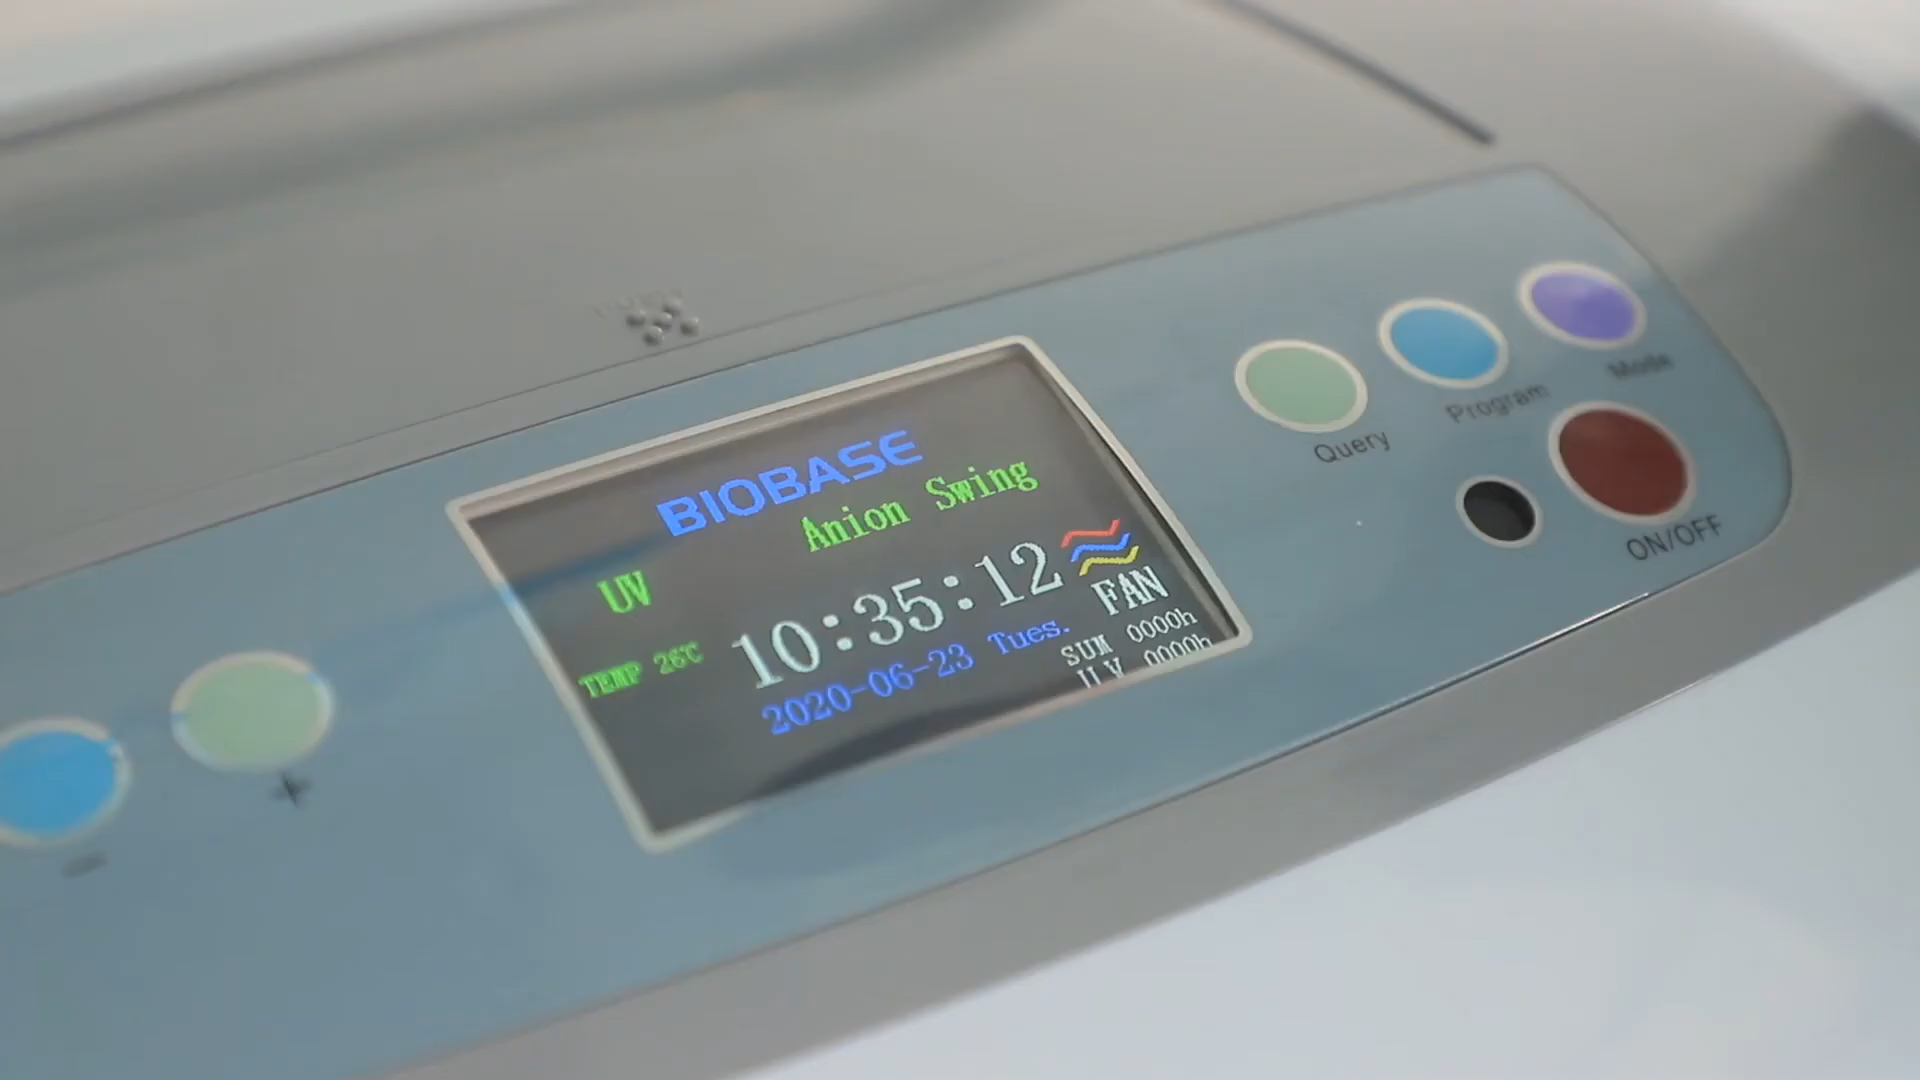 BIOBASE
Anion Swing
UV
10:35:12
FAN
TEMP 26℃
2020-06-23 Tues.
SUM 0000h
U V 0000h
Query
Program
Mode
ON/OFF
+
-